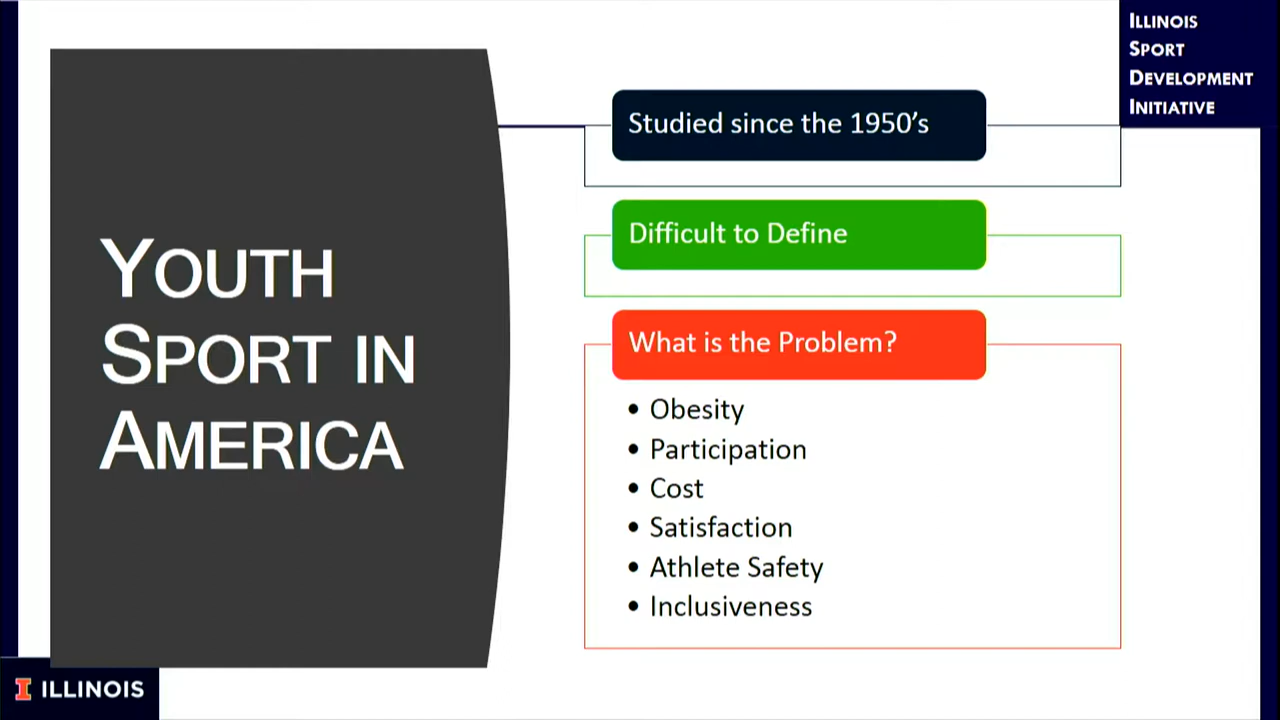 ILLINOIS
SPORT
DEVELOPMENT
INITIATIVE
YOUTH
SPORT IN
AMERICA
Studied since the 1950's
Difficult to Define
What is the Problem?
• Obesity
• Participation
• Cost
• Satisfaction
• Athlete Safety
• Inclusiveness
I ILLINOIS